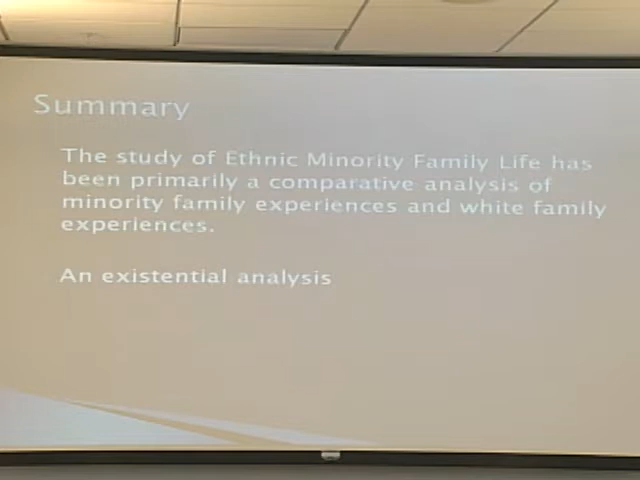 Summary
The study of Ethnic Minority Family Life has
been primarily a comparative analysis of
minority family experiences and white family
experiences.
An existential analysis